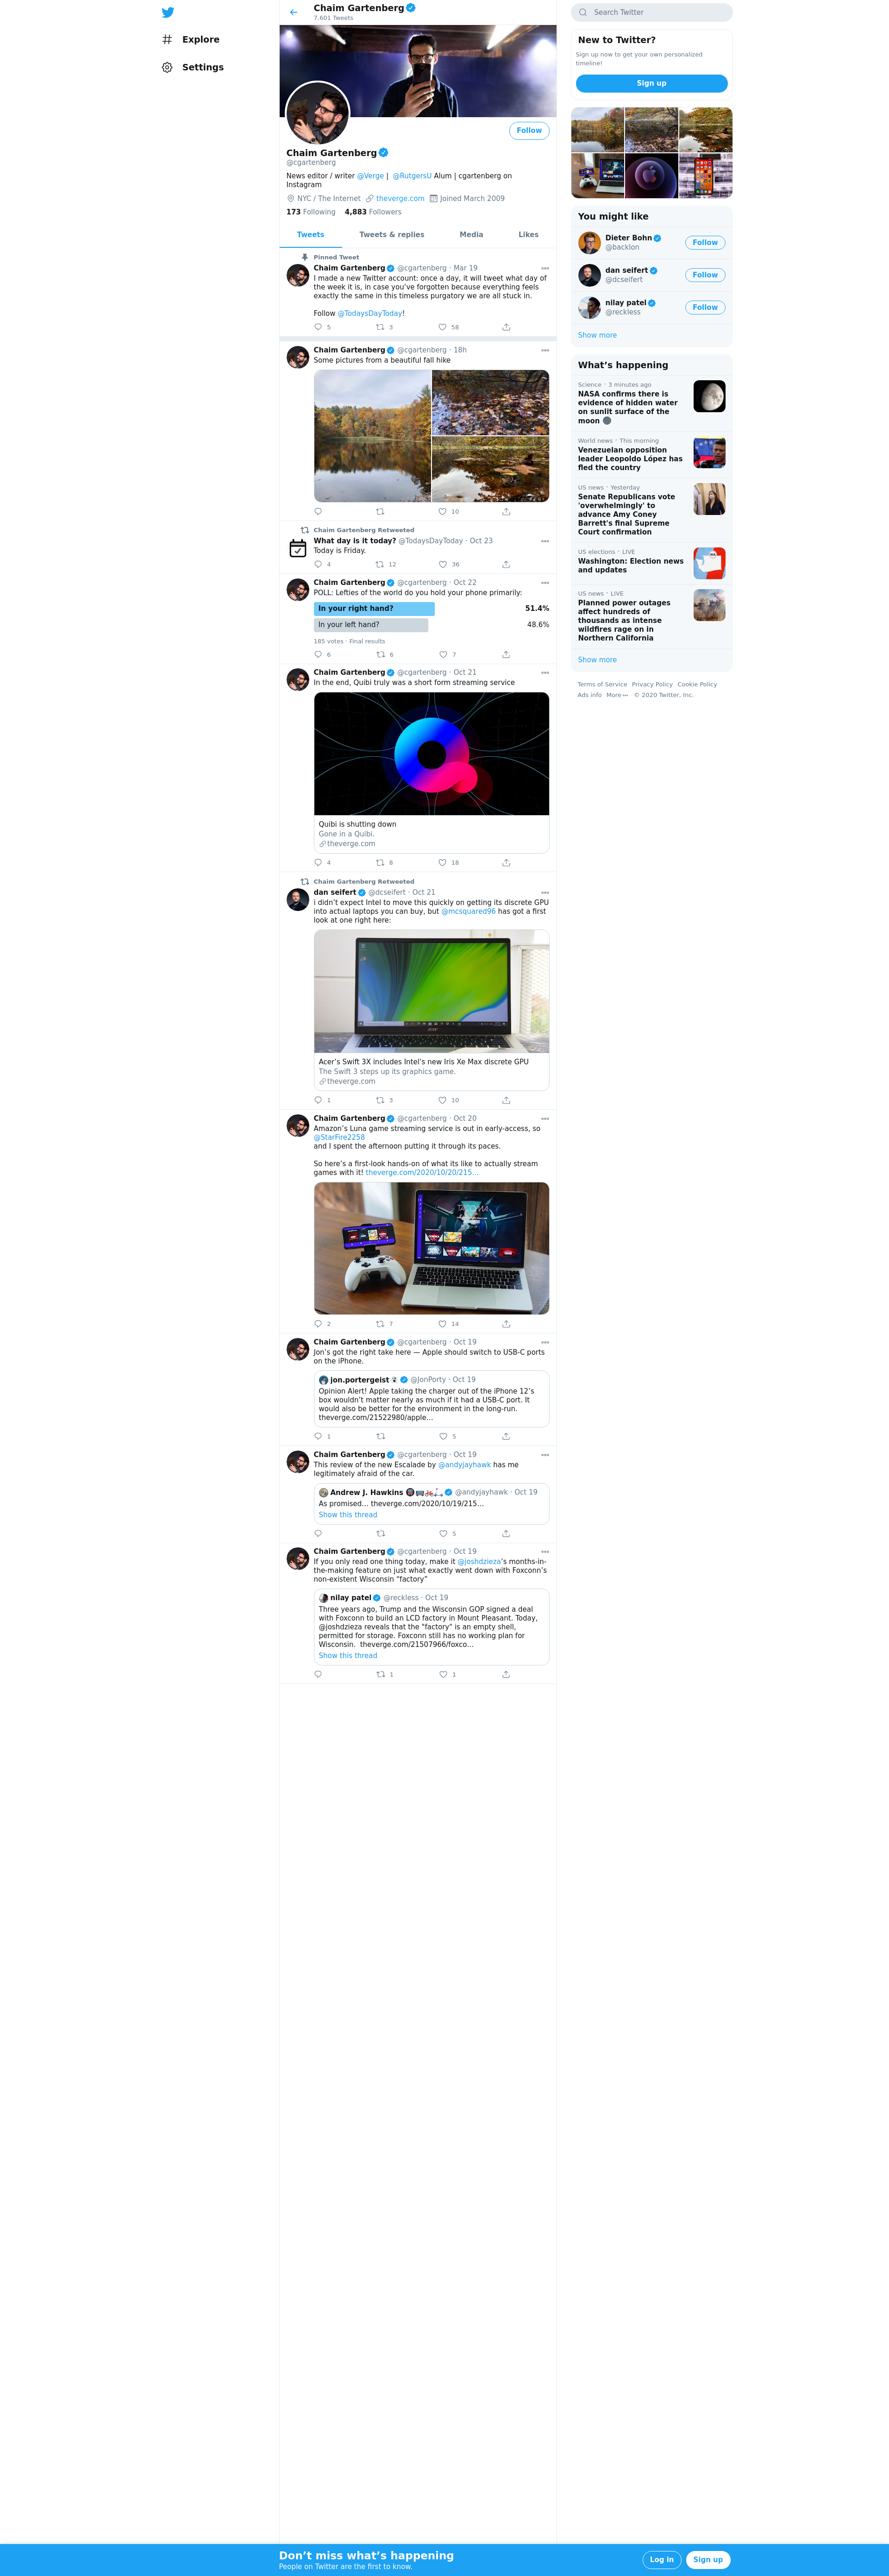 Explore
Settings
Chaim Gartenberg
7,601 Tweets
Follow
Chaim Gartenberg
@cgartenberg
News editor / writer @Verge | @RutgersU Alum | cgartenberg on
Instagram
NYC / The Internet theverge.com Joined March 2009
173 Following 4,883 Followers
Tweets Tweets & replies Media Likes
Pinned Tweet
Chaim Gartenberg @cgartenberg · Mar 19
I made a new Twitter account: once a day, it will tweet what day of
the week it is, in case you've forgotten because everything feels
exactly the same in this timeless purgatory we are all stuck in.
Follow @TodaysDayToday!
5 3 58
Chaim Gartenberg @cgartenberg · 18h
Some pictures from a beautiful fall hike
10
Chaim Gartenberg Retweeted
What day is it today? @TodaysDayToday · Oct 23
Today is Friday.
4 12 36
Chaim Gartenberg @cgartenberg · Oct 22
POLL: Lefties of the world do you hold your phone primarily:
In your right hand? 51.4%
In your left hand? 48.6%
185 votes · Final results
6 6 7
Chaim Gartenberg @cgartenberg · Oct 21
In the end, Quibi truly was a short form streaming service
Quibi is shutting down
Gone in a Quibi.
theverge.com
4 8 18
Chaim Gartenberg Retweeted
dan seifert @dcseifert · Oct 21
i didn't expect Intel to move this quickly on getting its discrete GPU
into actual laptops you can buy, but @mcsquared96 has got a first
look at one right here:
acer
Acer's Swift 3X includes Intel's new Iris Xe Max discrete GPU
The Swift 3 steps up its graphics game.
theverge.com
1 3 10
Chaim Gartenberg @cgartenberg · Oct 20
Amazon's Luna game streaming service is out in early-access, so
@StarFire2258
and I spent the afternoon putting it through its paces.
So here's a first-look hands-on of what its like to actually stream
games with it! theverge.com/2020/10/20/215…
2 7 14
Chaim Gartenberg @cgartenberg · Oct 19
Jon's got the right take here — Apple should switch to USB-C ports
on the iPhone.
jon.portergeist @JonPorty · Oct 19
Opinion Alert! Apple taking the charger out of the iPhone 12's
box wouldn't matter nearly as much if it had a USB-C port. It
would also be better for the environment in the long-run.
theverge.com/21522980/apple…
1 5
Chaim Gartenberg @cgartenberg · Oct 19
This review of the new Escalade by @andyjayhawk has me
legitimately afraid of the car.
Andrew J. Hawkins @andyjayhawk · Oct 19
As promised… theverge.com/2020/10/19/215…
Show this thread
5
Chaim Gartenberg @cgartenberg · Oct 19
If you only read one thing today, make it @joshdzieza's months-in-
the-making feature on just what exactly went down with Foxconn's
non-existent Wisconsin "factory"
nilay patel @reckless · Oct 19
Three years ago, Trump and the Wisconsin GOP signed a deal
with Foxconn to build an LCD factory in Mount Pleasant. Today,
@joshdzieza reveals that the "factory" is an empty shell,
permitted for storage. Foxconn still has no working plan for
Wisconsin. theverge.com/21507966/foxco…
Show this thread
1 1
Search Twitter
New to Twitter?
Sign up now to get your own personalized
timeline!
Sign up
You might like
Dieter Bohn
@backlon
Follow
dan seifert
@dcseifert
Follow
nilay patel
@reckless
Follow
Show more
What's happening
Science · 3 minutes ago
NASA confirms there is
evidence of hidden water
on sunlit surface of the
moon
World news · This morning
Venezuelan opposition
leader Leopoldo López has
fled the country
US news · Yesterday
Senate Republicans vote
'overwhelmingly' to
advance Amy Coney
Barrett's final Supreme
Court confirmation
US elections · LIVE
Washington: Election news
and updates
US news · LIVE
Planned power outages
affect hundreds of
thousands as intense
wildfires rage on in
Northern California
Show more
Terms of Service Privacy Policy Cookie Policy
Ads info More © 2020 Twitter, Inc.
Don't miss what's happening
People on Twitter are the first to know.
Log in Sign up